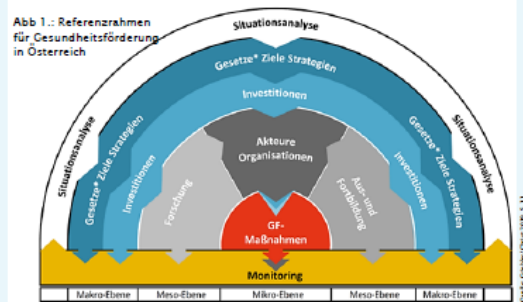 Abb 1.: Referenzrahmen
für Gesundheitsförderung
in Österreich
Situationsanalyse
Situationsanalyse
Situationsanalyse
Gesetze* Ziele Strategien
Gesetze* Ziele Strategien
Gesetze* Ziele Strategien
Investitionen
Investitionen
Investitionen
Akteure
Organisationen
Forschung
Aus- und
Fortbildung
GF-
Maßnahmen
Monitoring
Makro-Ebene
Meso-Ebene
Mikro-Ebene
Meso-Ebene
Makro-Ebene